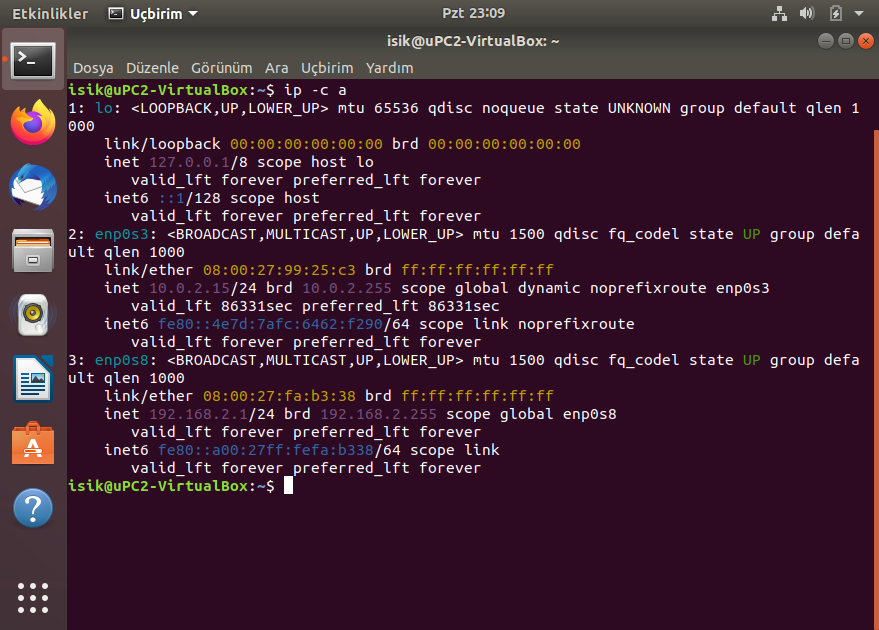 Etkinlikler Uçbirim Pzt 23:09
isik@uPC2-VirtualBox: ~
Dosya Düzenle Görünüm Ara Uçbirim Yardım
isik@uPC2-VirtualBox:~$ ip -c a
1: lo: <LOOPBACK,UP,LOWER_UP> mtu 65536 qdisc noqueue state UNKNOWN group default qlen 1
000
    link/loopback 00:00:00:00:00:00 brd 00:00:00:00:00:00
    inet 127.0.0.1/8 scope host lo
       valid_lft forever preferred_lft forever
    inet6 ::1/128 scope host
       valid_lft forever preferred_lft forever
2: enp0s3: <BROADCAST,MULTICAST,UP,LOWER_UP> mtu 1500 qdisc fq_codel state UP group defa
ult qlen 1000
    link/ether 08:00:27:99:25:c3 brd ff:ff:ff:ff:ff:ff
    inet 10.0.2.15/24 brd 10.0.2.255 scope global dynamic noprefixroute enp0s3
       valid_lft 86331sec preferred_lft 86331sec
    inet6 fe80::4e7d:7afc:6462:f290/64 scope link noprefixroute
       valid_lft forever preferred_lft forever
3: enp0s8: <BROADCAST,MULTICAST,UP,LOWER_UP> mtu 1500 qdisc fq_codel state UP group defa
ult qlen 1000
    link/ether 08:00:27:fa:b3:38 brd ff:ff:ff:ff:ff:ff
    inet 192.168.2.1/24 brd 192.168.2.255 scope global enp0s8
       valid_lft forever preferred_lft forever
    inet6 fe80::a00:27ff:fefa:b338/64 scope link
       valid_lft forever preferred_lft forever
isik@uPC2-VirtualBox:~$